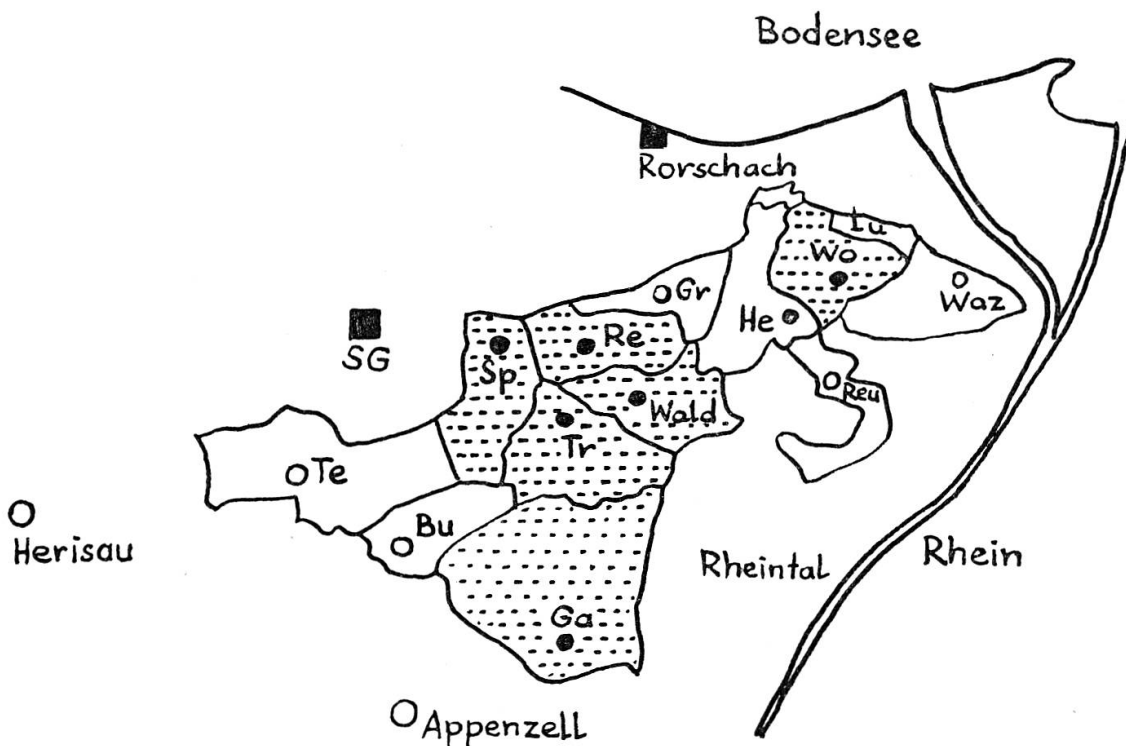 Bodensee
Rorschach
Lu
Wo
Gr
Waz
He
SG
Re
Sp
Reu
Wald
Tr
Te
Bu
Herisau
Rheintal
Rhein
Ga
Appenzell